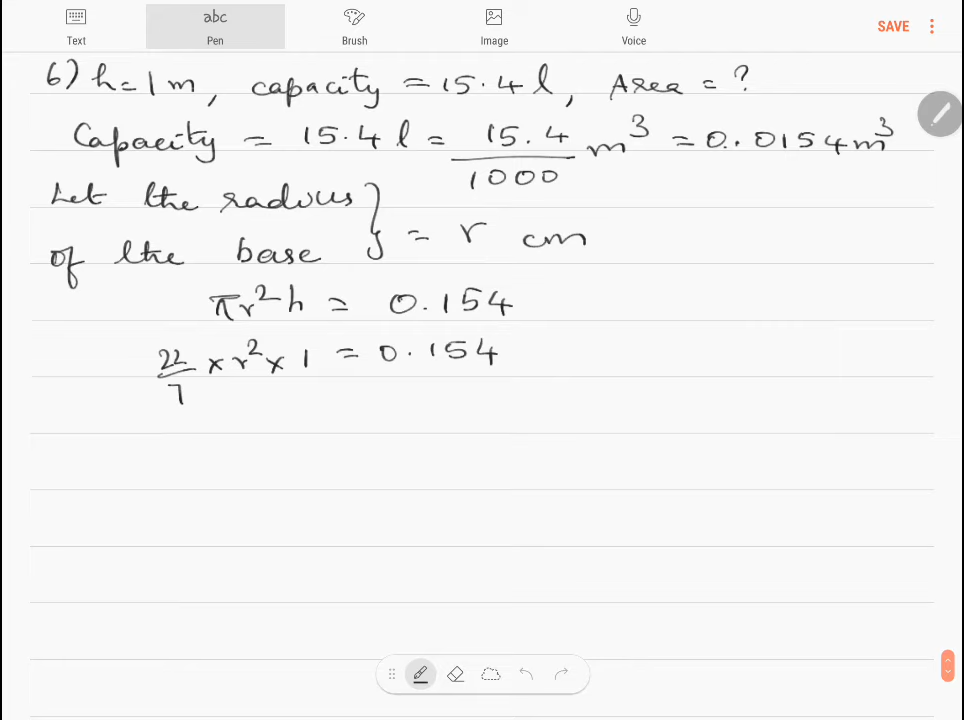 Text Pen Brush Image Voice SAVE
abc
6) h = 1 m, capacity = 15.4 l, Area = ?
Capacity = 15.4 l = 15.4/1000 m³ = 0.0154 m³
Let the radius
of the base } = r cm
πr²h = 0.154
22/7 × r² × 1 = 0.154